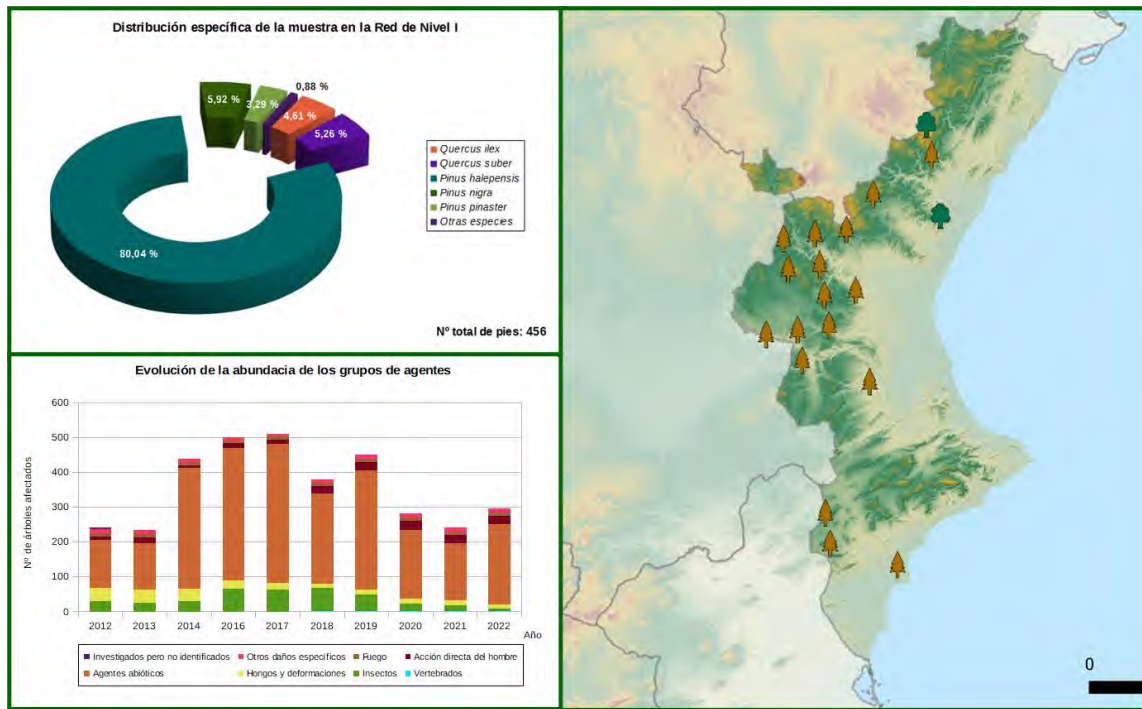 Distribución específica de la muestra en la Red de Nivel I
0,88 %
5,92 %
3,29 %
4,61 %
5,26 %
80,04 %
Quercus ilex
Quercus suber
Pinus halepensis
Pinus nigra
Pinus pinaster
Otras especies
Nº total de pies: 456
Evolución de la abundacia de los grupos de agentes
Nº de árboles afectados
600
500
400
300
200
100
0
2012 2013 2014 2016 2017 2018 2019 2020 2021 2022
Año
Investigados pero no identificados Otros daños específicos Fuego Acción directa del hombre
Agentes abióticos Hongos y deformaciones Insectos Vertebrados
0